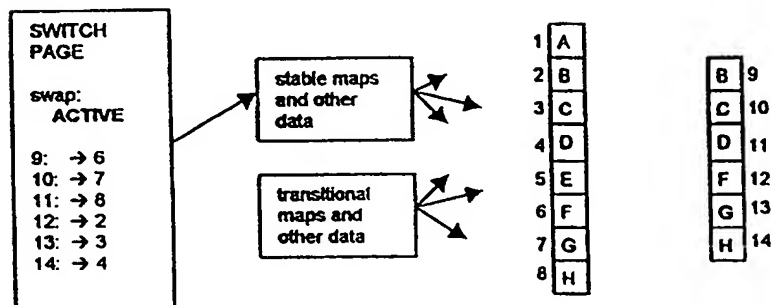 SWITCH
PAGE
swap:
ACTIVE
9: → 6
10: → 7
11: → 8
12: → 2
13: → 3
14: → 4
stable maps
and other
data
transitional
maps and
other data
1 A
2 B
3 C
4 D
5 E
6 F
7 G
8 H
B 9
C 10
D 11
F 12
G 13
H 14